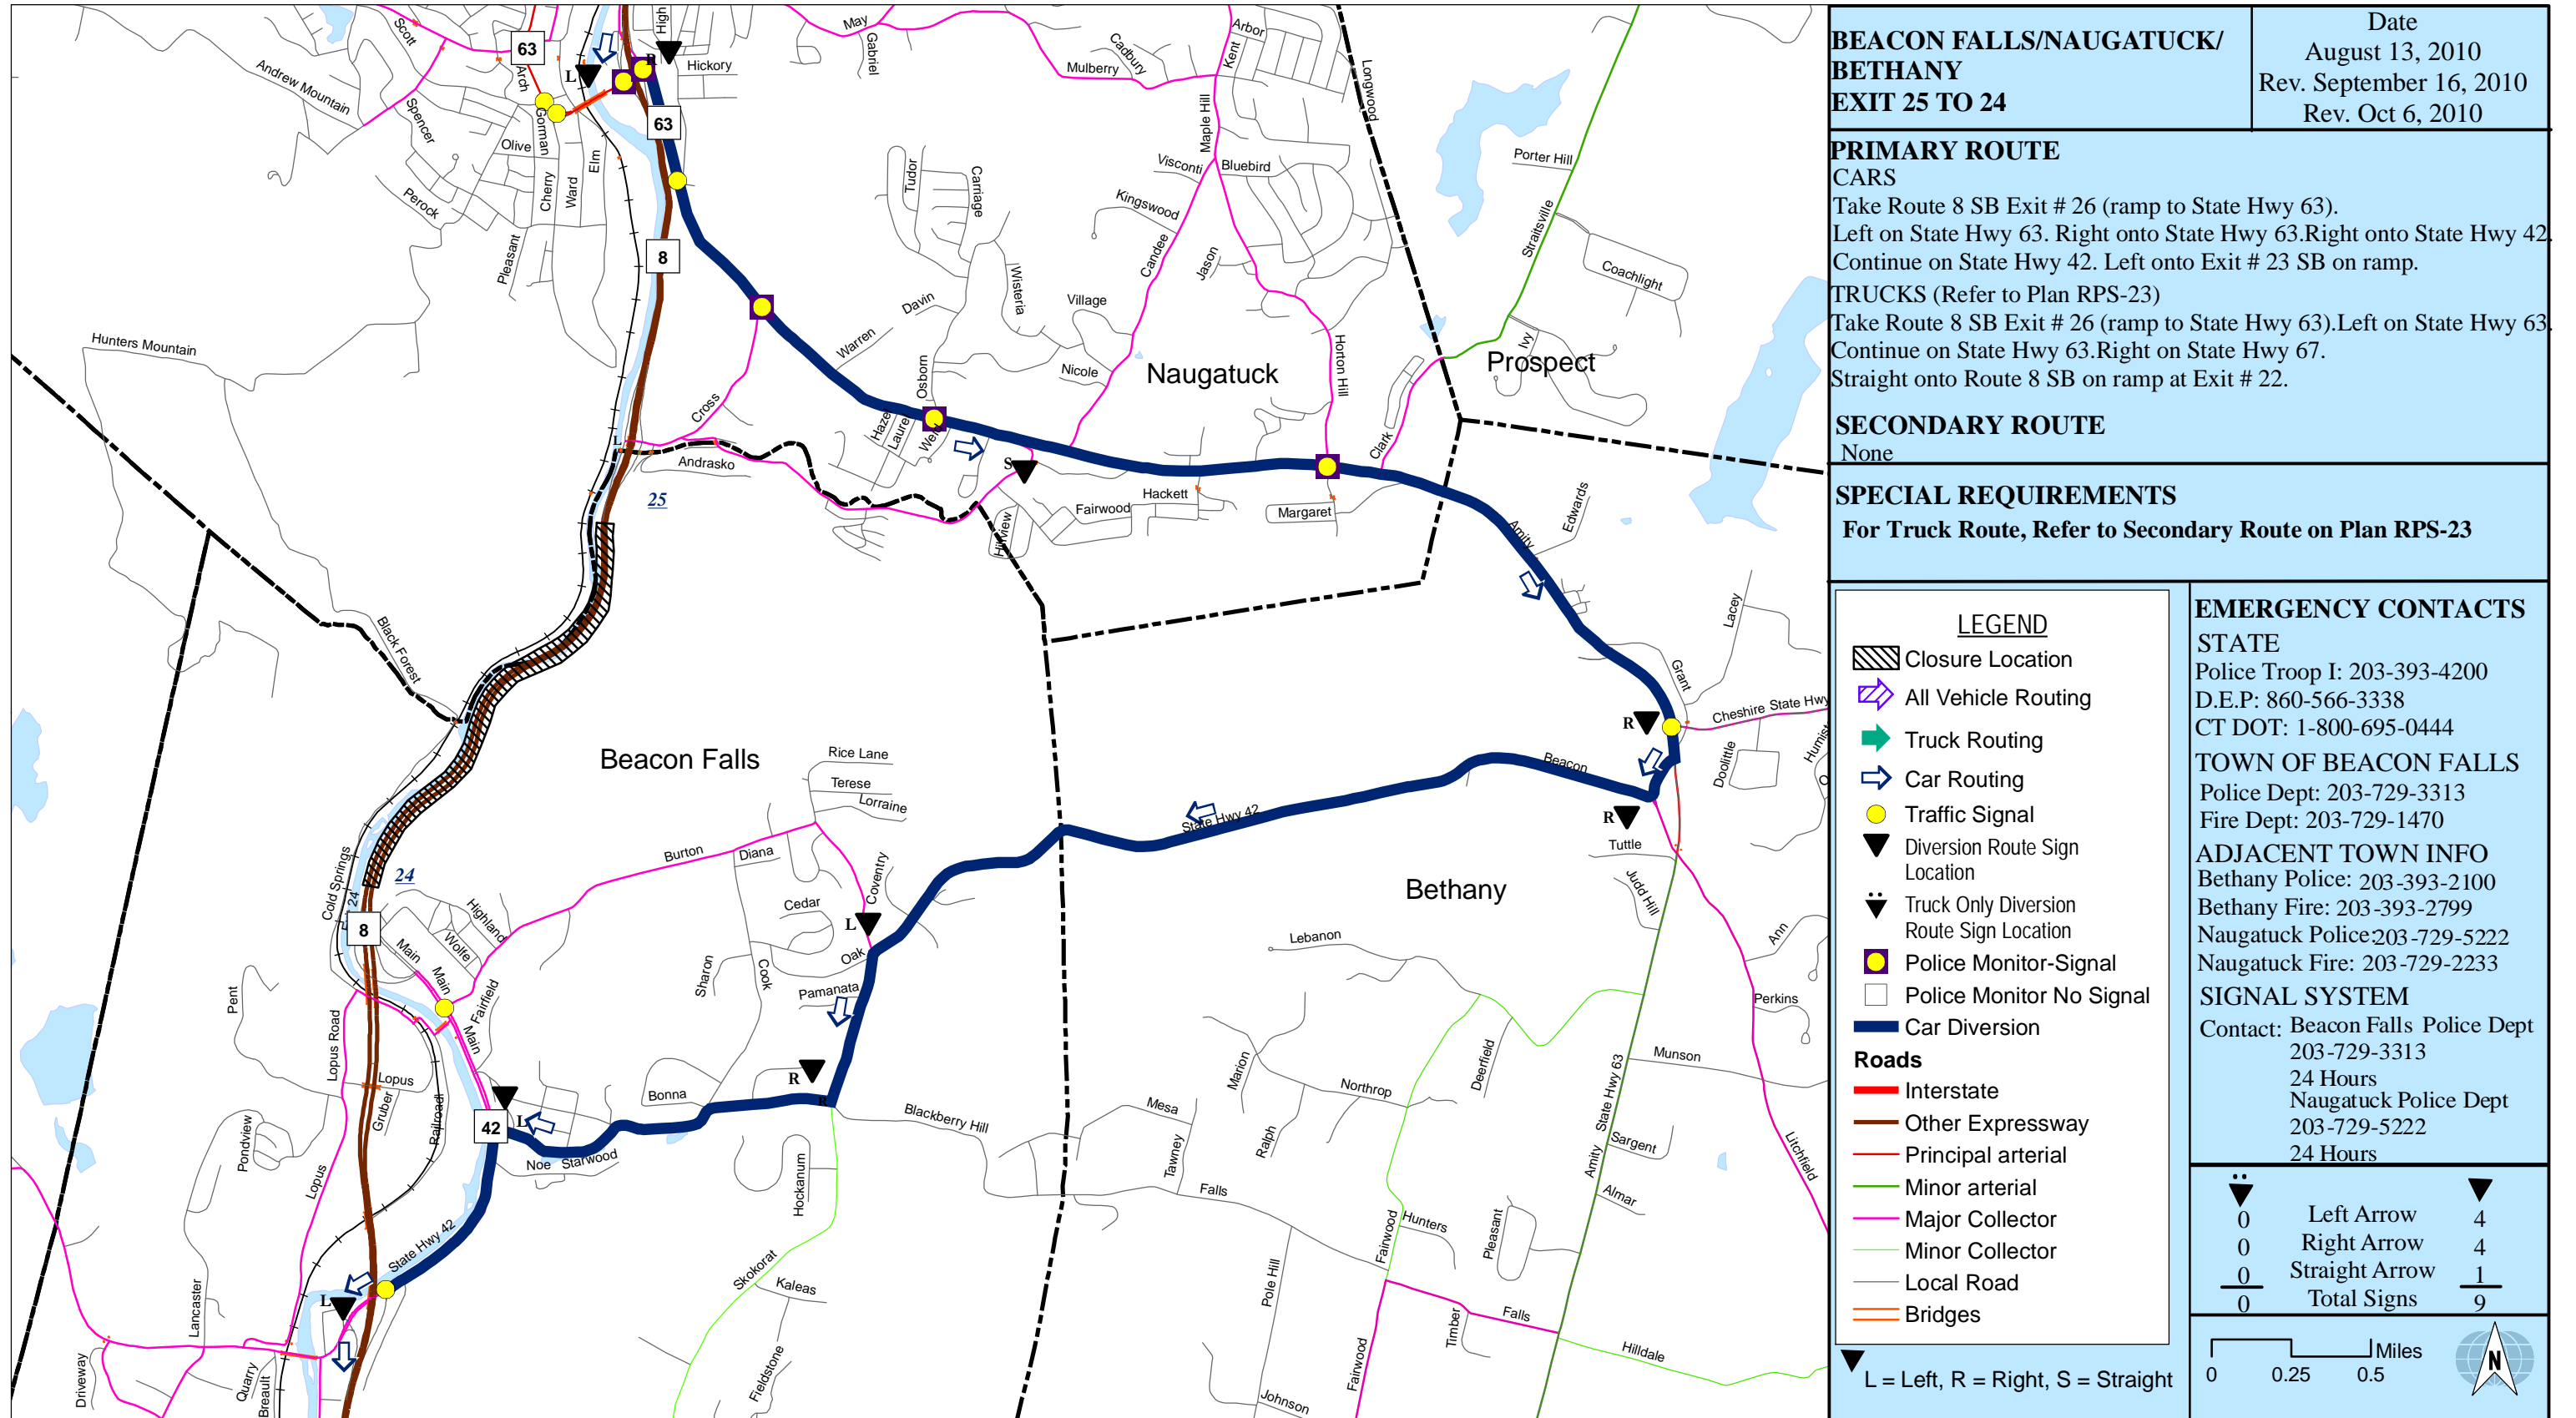 BEACON FALLS/NAUGATUCK/
BETHANY
EXIT 25 TO 24
Date
August 13, 2010
Rev. September 16, 2010
Rev. Oct 6, 2010
PRIMARY ROUTE
CARS
Take Route 8 SB Exit # 26 (ramp to State Hwy 63).
Left on State Hwy 63. Right onto State Hwy 63.Right onto State Hwy 42.
Continue on State Hwy 42. Left onto Exit # 23 SB on ramp.
TRUCKS (Refer to Plan RPS-23)
Take Route 8 SB Exit # 26 (ramp to State Hwy 63).Left on State Hwy 63.
Continue on State Hwy 63.Right on State Hwy 67.
Straight onto Route 8 SB on ramp at Exit # 22.
SECONDARY ROUTE
None
SPECIAL REQUIREMENTS
For Truck Route, Refer to Secondary Route on Plan RPS-23
LEGEND
Closure Location
All Vehicle Routing
Truck Routing
Car Routing
Traffic Signal
Diversion Route Sign
Location
Truck Only Diversion
Route Sign Location
Police Monitor-Signal
Police Monitor No Signal
Car Diversion
Roads
Interstate
Other Expressway
Principal arterial
Minor arterial
Major Collector
Minor Collector
Local Road
Bridges
L = Left, R = Right, S = Straight
EMERGENCY CONTACTS
STATE
Police Troop I: 203-393-4200
D.E.P: 860-566-3338
CT DOT: 1-800-695-0444
TOWN OF BEACON FALLS
Police Dept: 203-729-3313
Fire Dept: 203-729-1470
ADJACENT TOWN INFO
Bethany Police: 203-393-2100
Bethany Fire: 203-393-2799
Naugatuck Police:203-729-5222
Naugatuck Fire: 203-729-2233
SIGNAL SYSTEM
Contact: Beacon Falls Police Dept
203-729-3313
24 Hours
Naugatuck Police Dept
203-729-5222
24 Hours
0 Left Arrow 4
0 Right Arrow 4
0 Straight Arrow 1
0 Total Signs 9
Miles
0 0.25 0.5
N
Scott
63
Arch
L
R
High
Hickory
May
Gabriel
Cadbury
Mulberry
Arbor
Kent
Longwood
Andrew Mountain
Spencer
Gorman
Olive
Cherry
Ward
Elm
63
Perock
Pleasant
8
Tudor
Carriage
Maple Hill
Visconti
Bluebird
Kingswood
Candee
Jason
Porter Hill
Straitsville
Coachlight
Hunters Mountain
Warren
Davin
Wisteria
Village
Nicole
Osborn
Naugatuck
Horton Hill
Prospect
Ivy
Cross
Laurel
Clark
L
Andrasko
S
25
Hackett
Fairwood
Margaret
Amity
Edwards
Black Forest
Lacey
Grant
Cheshire State Hwy
R
Doolittle
Beacon Falls
Rice Lane
Terese
Lorraine
Beacon
State Hwy 42
R
Tuttle
Judd Hill
Burton
Diana
Coventry
Cedar
L
Oak
Bethany
Cold Springs
24
24
8
Highland
Wolfe
Main
Main
Main
Fairfield
Sharon
Cook
Pamanata
Lebanon
Ann
Perkins
Pent
Lopus Road
Lopus
Gruber
Bonna
R
R
Blackberry Hill
Mesa
Marion
Northrop
Deerfield
Amity State Hwy 63
Munson
42
L
Noe Starwood
Pondview
Lopus
Hockanum
Tawney
Ralph
Falls
Sargent
Almar
Litchfield
State Hwy 42
Skokorat
Kaleas
Fairwood
Hunters
Pleasant
Pole Hill
L
Lancaster
Driveway
Quarry
Breault
Fieldstone
Johnson
Fairwood
Timber
Falls
Hilldale